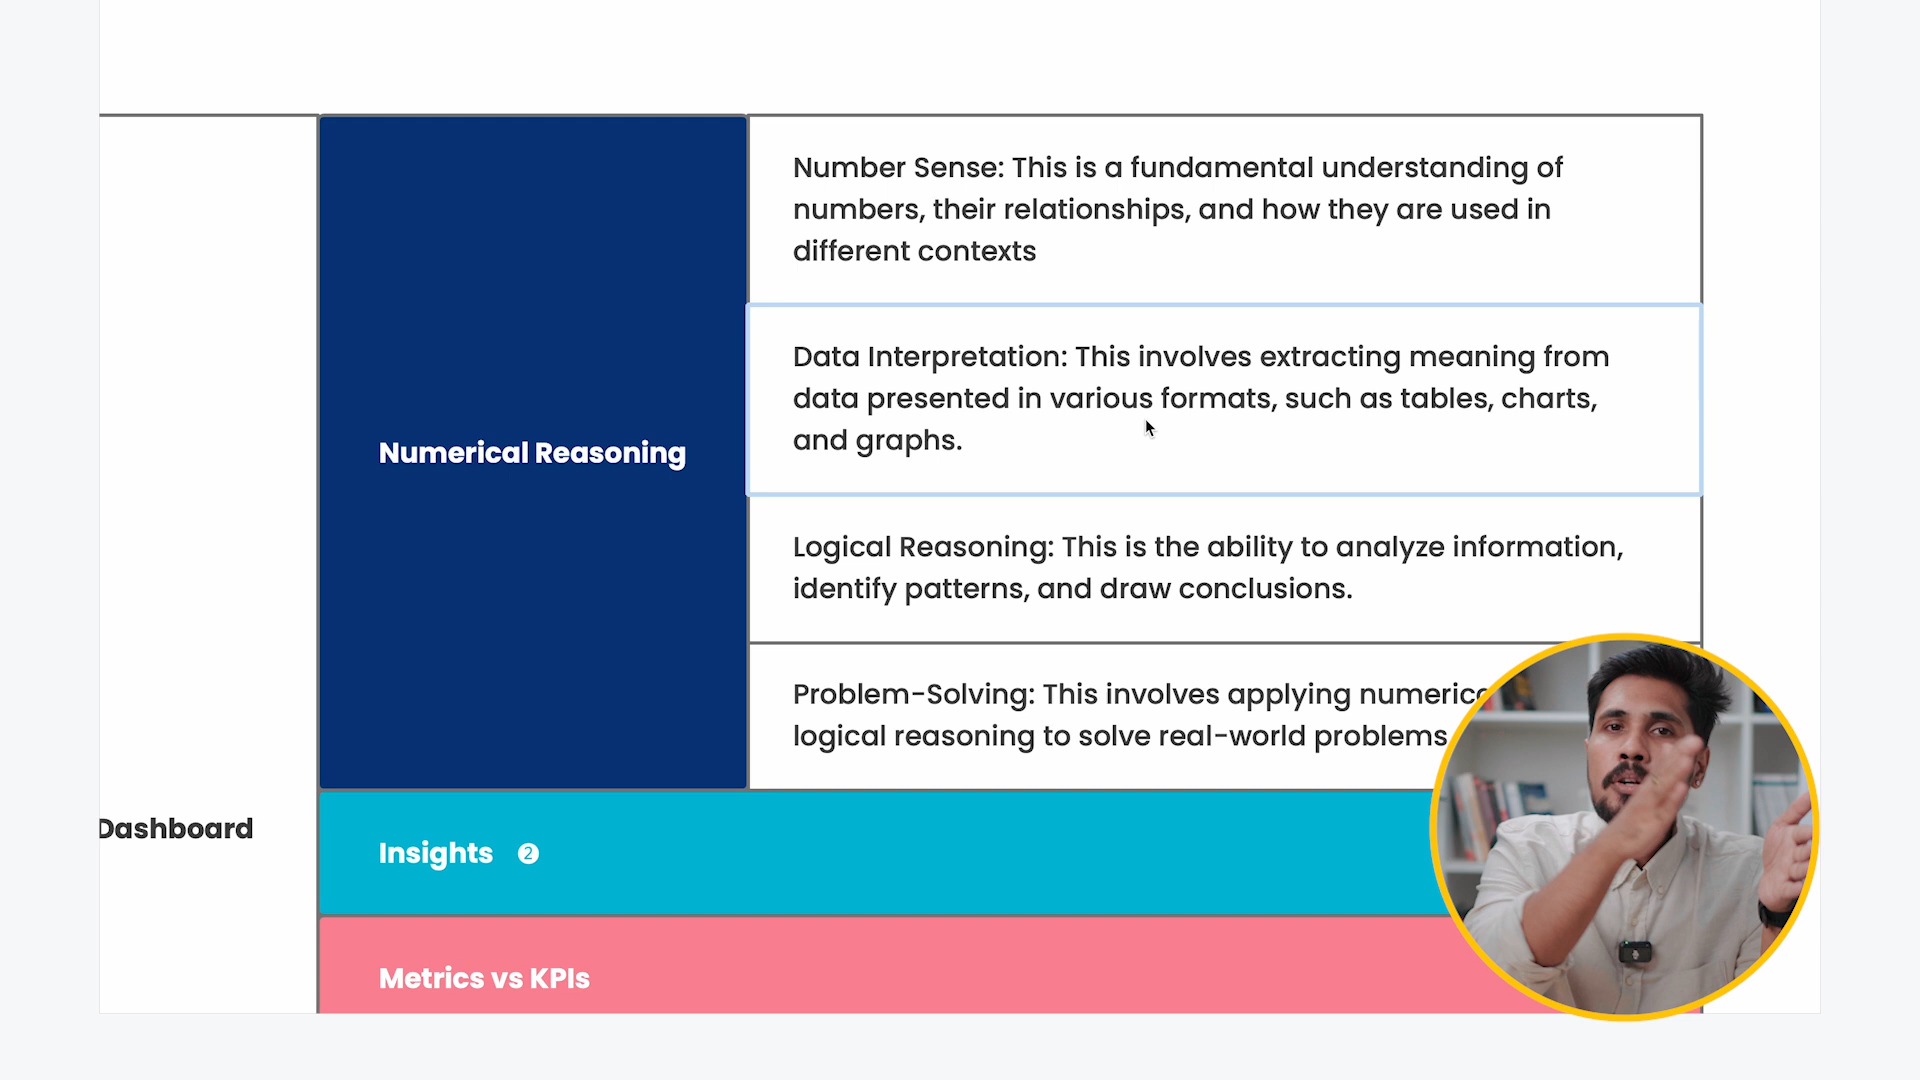 Number Sense: This is a fundamental understanding of
numbers, their relationships, and how they are used in
different contexts
Data Interpretation: This involves extracting meaning from
data presented in various formats, such as tables, charts,
and graphs.
Numerical Reasoning
Logical Reasoning: This is the ability to analyze information,
identify patterns, and draw conclusions.
Problem-Solving: This involves applying
logical reasoning to solve real-world problems
Dashboard
Insights 2
Metrics vs KPIs